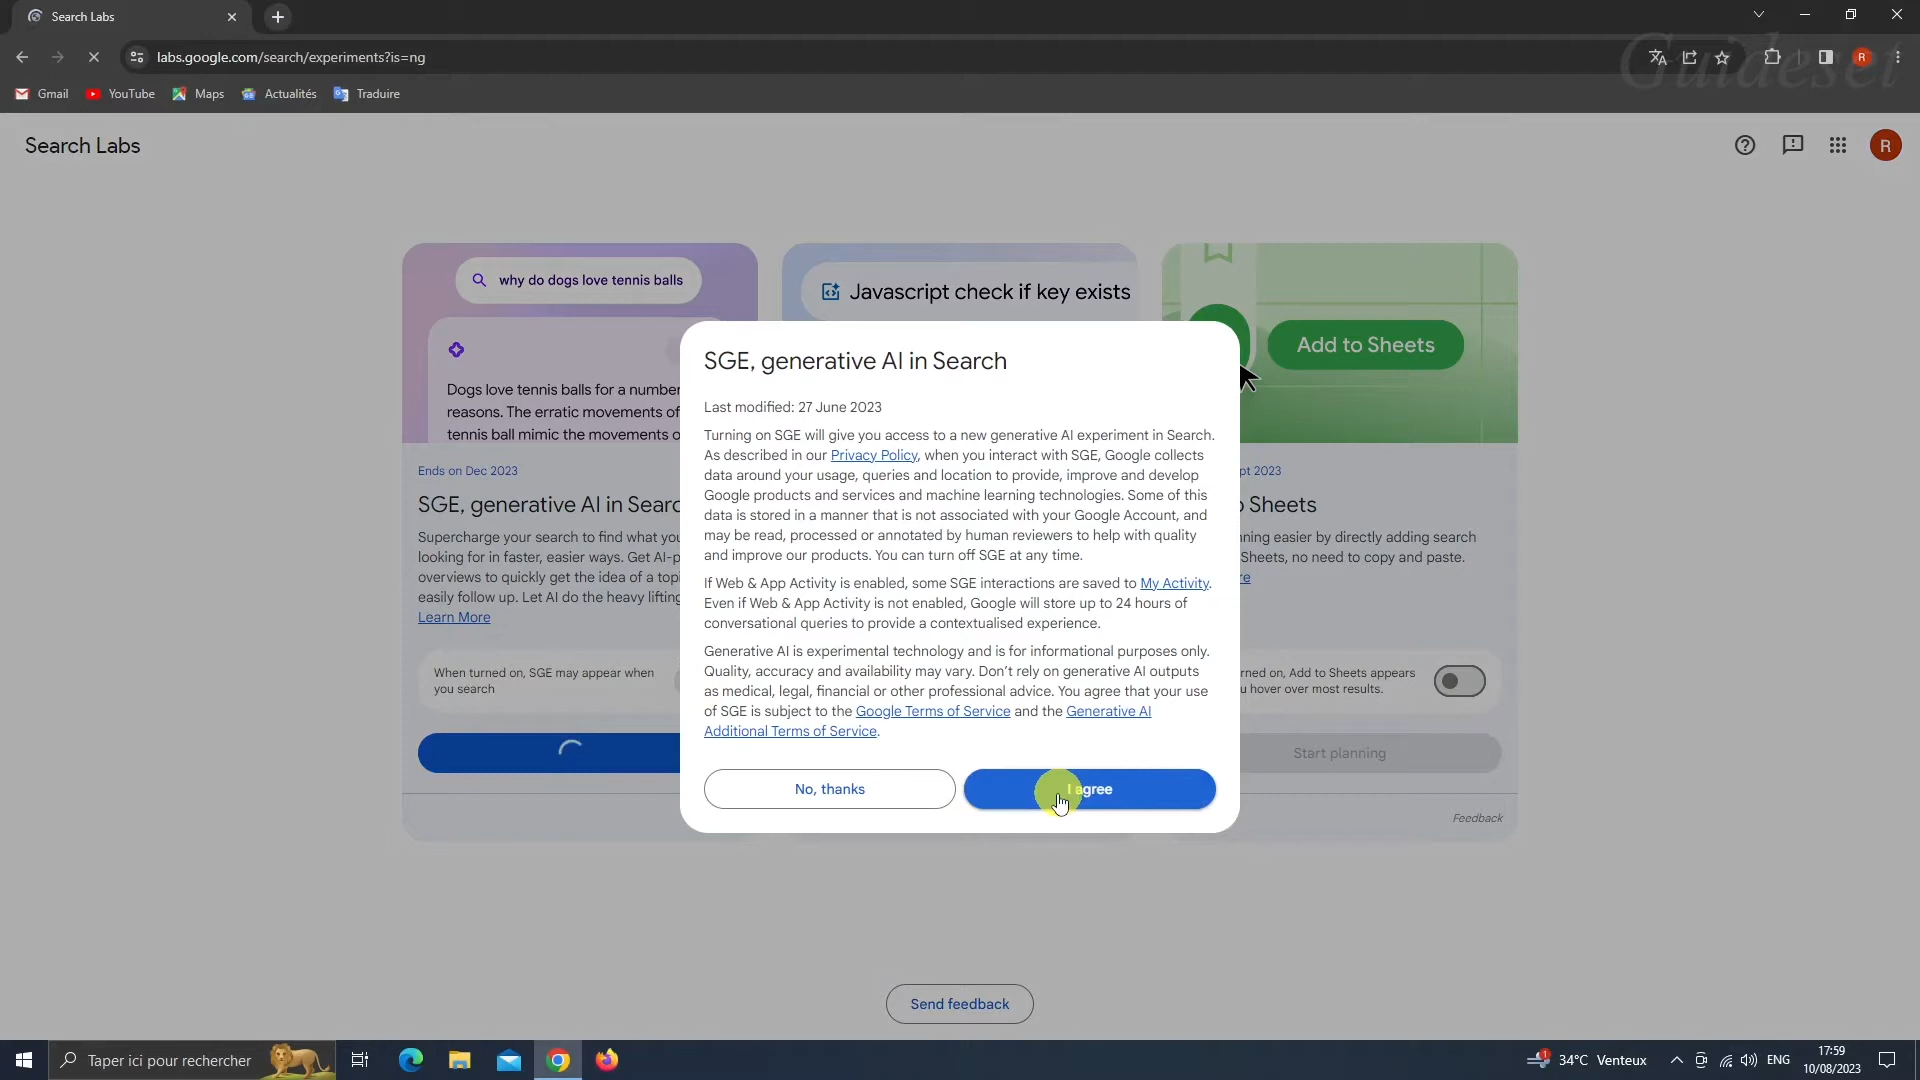 Search Labs
labs.google.com/search/experiments?is=ng
Guideset
R
Gmail
YouTube
Maps
Actualités
Traduire
Search Labs
R
why do dogs love tennis balls
Javascript check if key exists
Add to Sheets
Dogs love tennis balls for a number
reasons. The erratic movements of
tennis ball mimic the movements o
Ends on Dec 2023
SGE, generative AI in Searc
Supercharge your search to find what you
looking for in faster, easier ways. Get AI-p
overviews to quickly get the idea of a topi
easily follow up. Let AI do the heavy lifting
Learn More
When turned on, SGE may appear when
you search
SGE, generative AI in Search
Last modified: 27 June 2023
Turning on SGE will give you access to a new generative AI experiment in Search.
As described in our Privacy Policy, when you interact with SGE, Google collects
data around your usage, queries and location to provide, improve and develop
Google products and services and machine learning technologies. Some of this
data is stored in a manner that is not associated with your Google Account, and
may be read, processed or annotated by human reviewers to help with quality
and improve our products. You can turn off SGE at any time.
If Web & App Activity is enabled, some SGE interactions are saved to My Activity.
Even if Web & App Activity is not enabled, Google will store up to 24 hours of
conversational queries to provide a contextualised experience.
Generative AI is experimental technology and is for informational purposes only.
Quality, accuracy and availability may vary. Don't rely on generative AI outputs
as medical, legal, financial or other professional advice. You agree that your use
of SGE is subject to the Google Terms of Service and the Generative AI
Additional Terms of Service.
No, thanks
I agree
pt 2023
o Sheets
nning easier by directly adding search
Sheets, no need to copy and paste.
re
rned on, Add to Sheets appears
u hover over most results.
Start planning
Feedback
Send feedback
Taper ici pour rechercher
1
34°C Venteux
ENG
17:59
10/08/2023